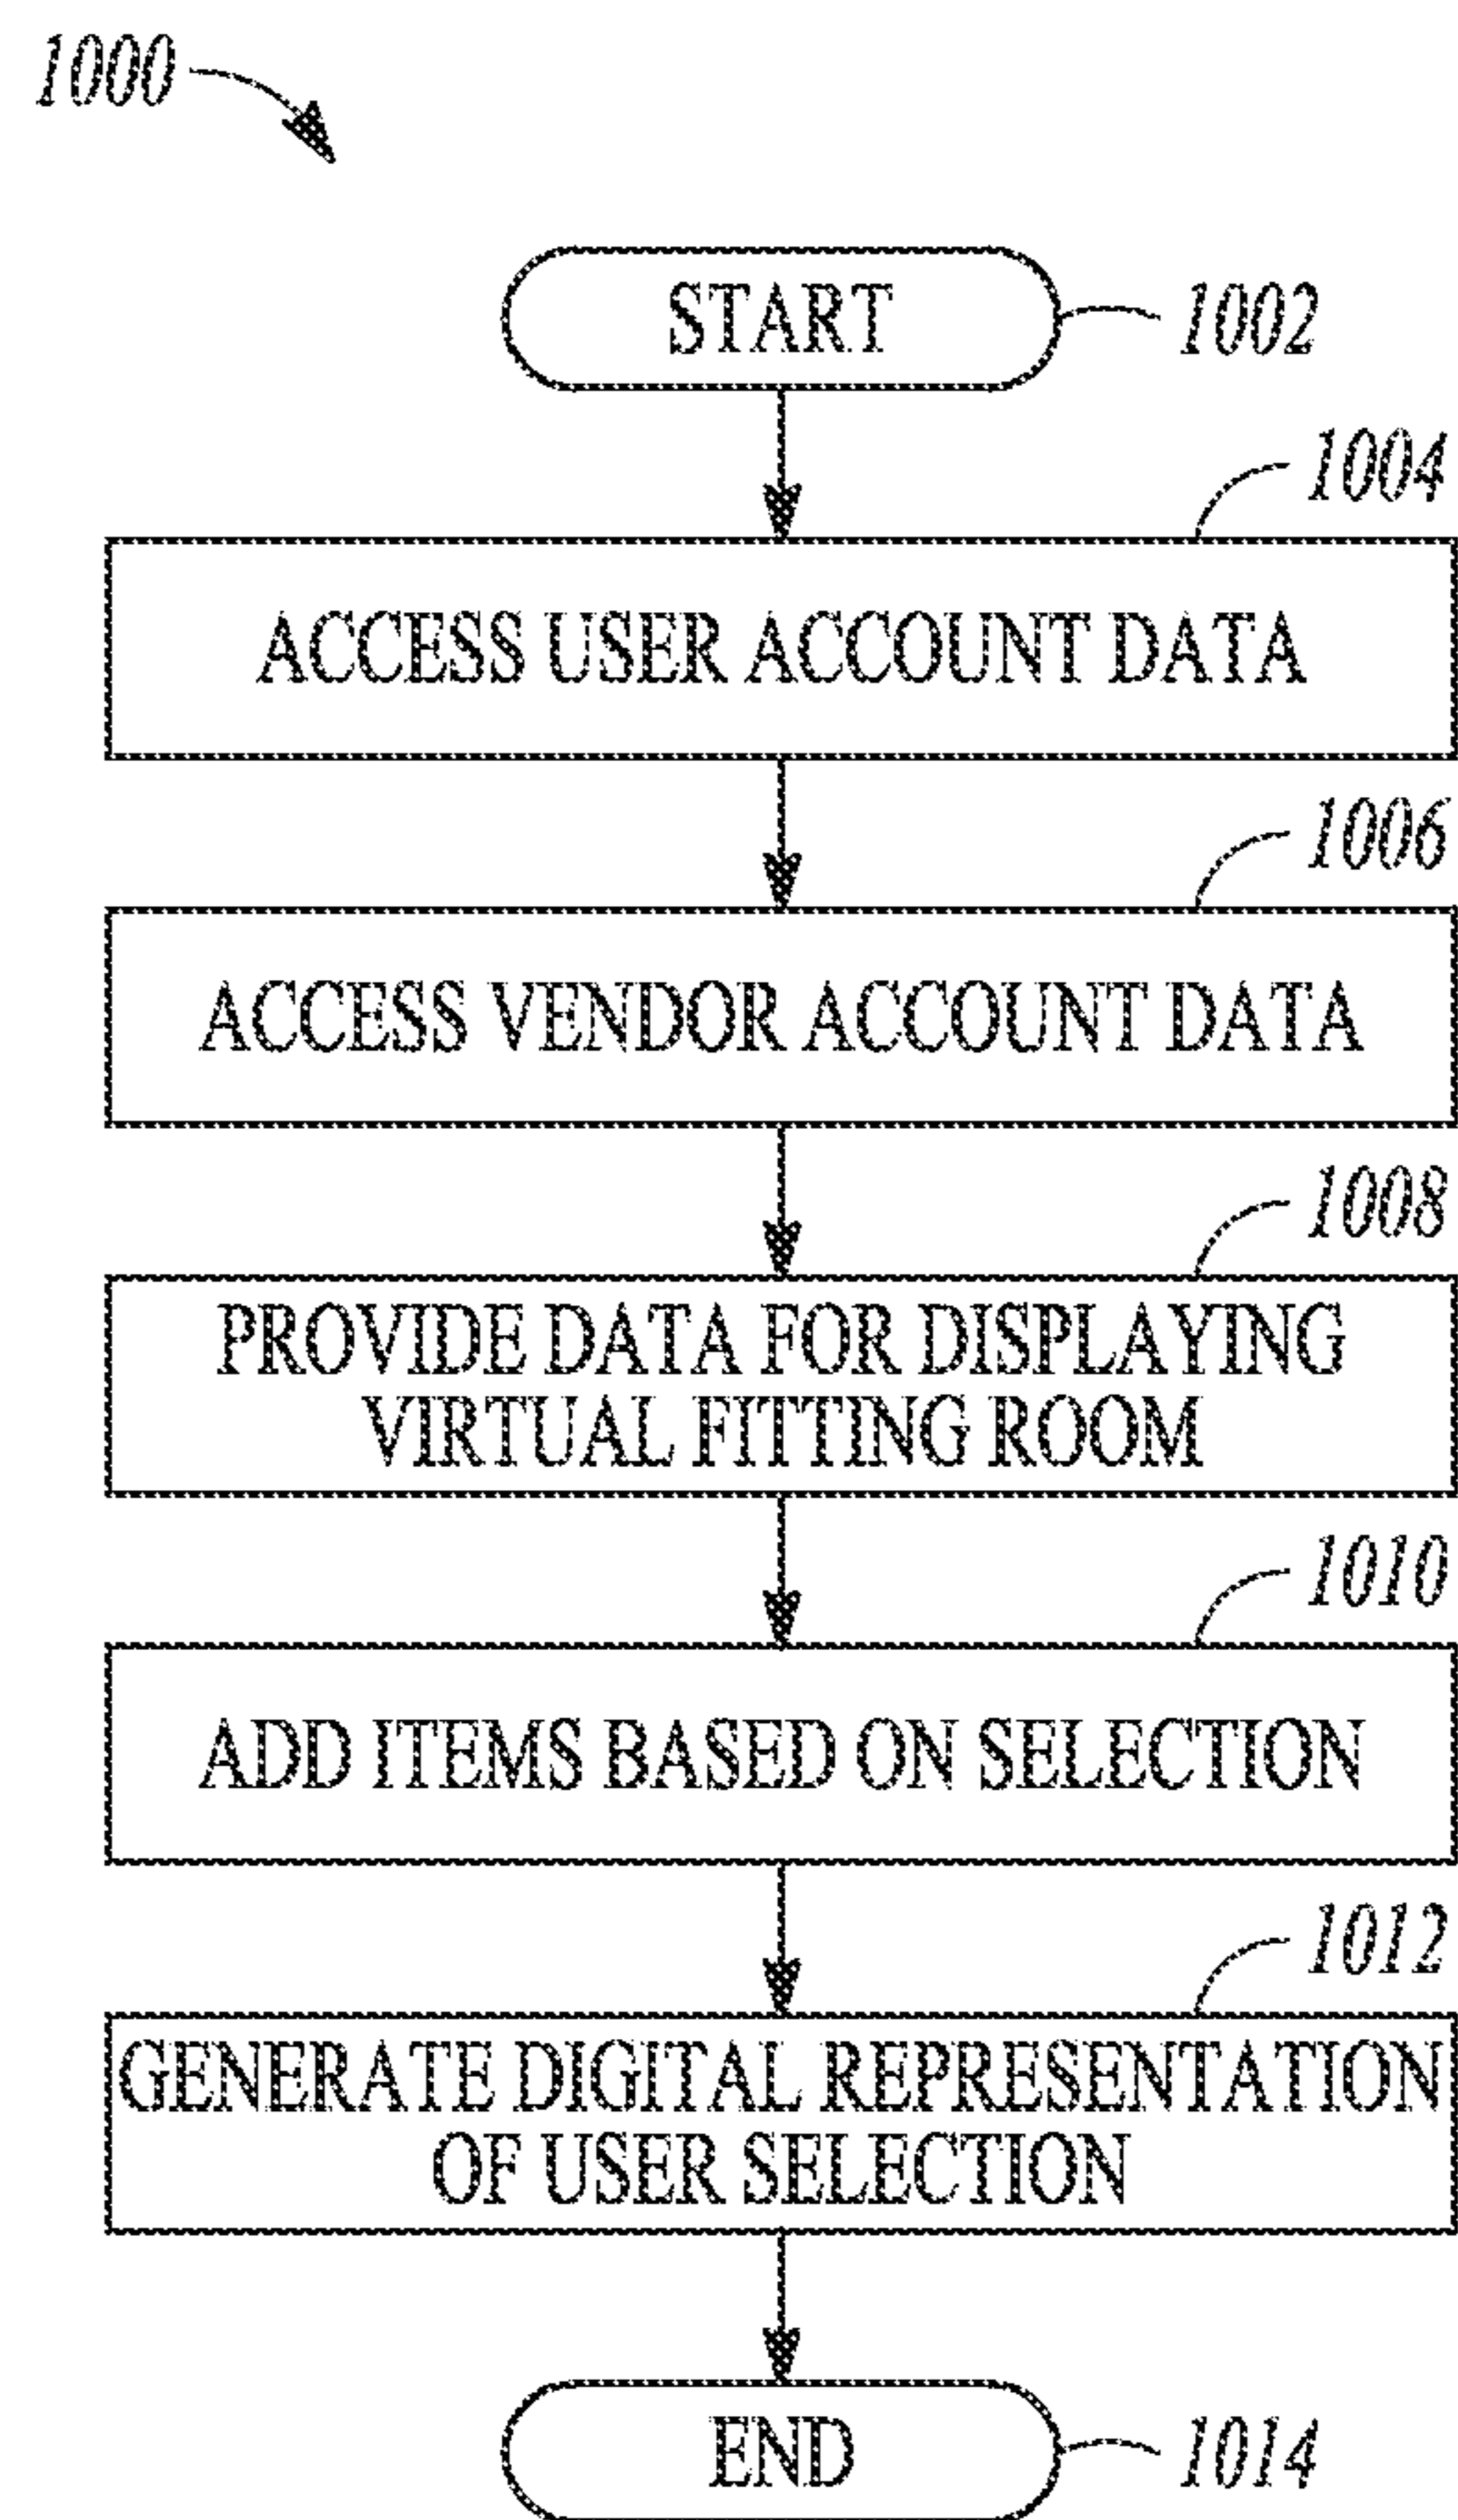 1000
START
1002
1004
ACCESS USER ACCOUNT DATA
1006
ACCESS VENDOR ACCOUNT DATA
1008
PROVIDE DATA FOR DISPLAYING
VIRTUAL FITTING ROOM
1010
ADD ITEMS BASED ON SELECTION
1012
GENERATE DIGITAL REPRESENTATION
OF USER SELECTION
END
1014